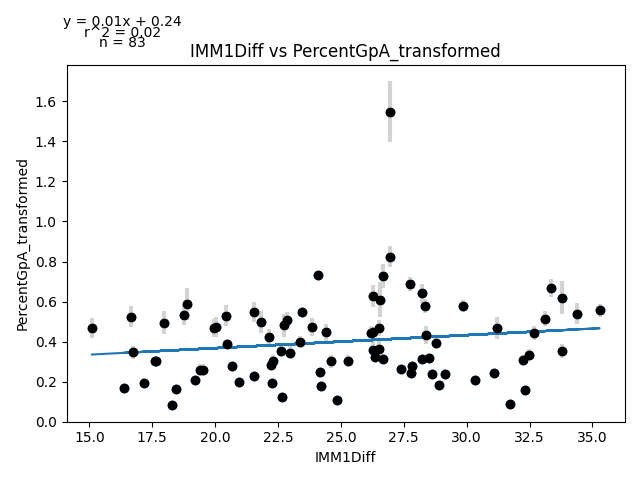 y = 0.01x + 0.24
r^2 = 0.02
n = 83
IMM1Diff vs PercentGpA_transformed
PercentGpA_transformed
1.6
1.4
1.2
1.0
0.8
0.6
0.4
0.2
0.0
15.0 17.5 20.0 22.5 25.0 27.5 30.0 32.5 35.0
IMM1Diff